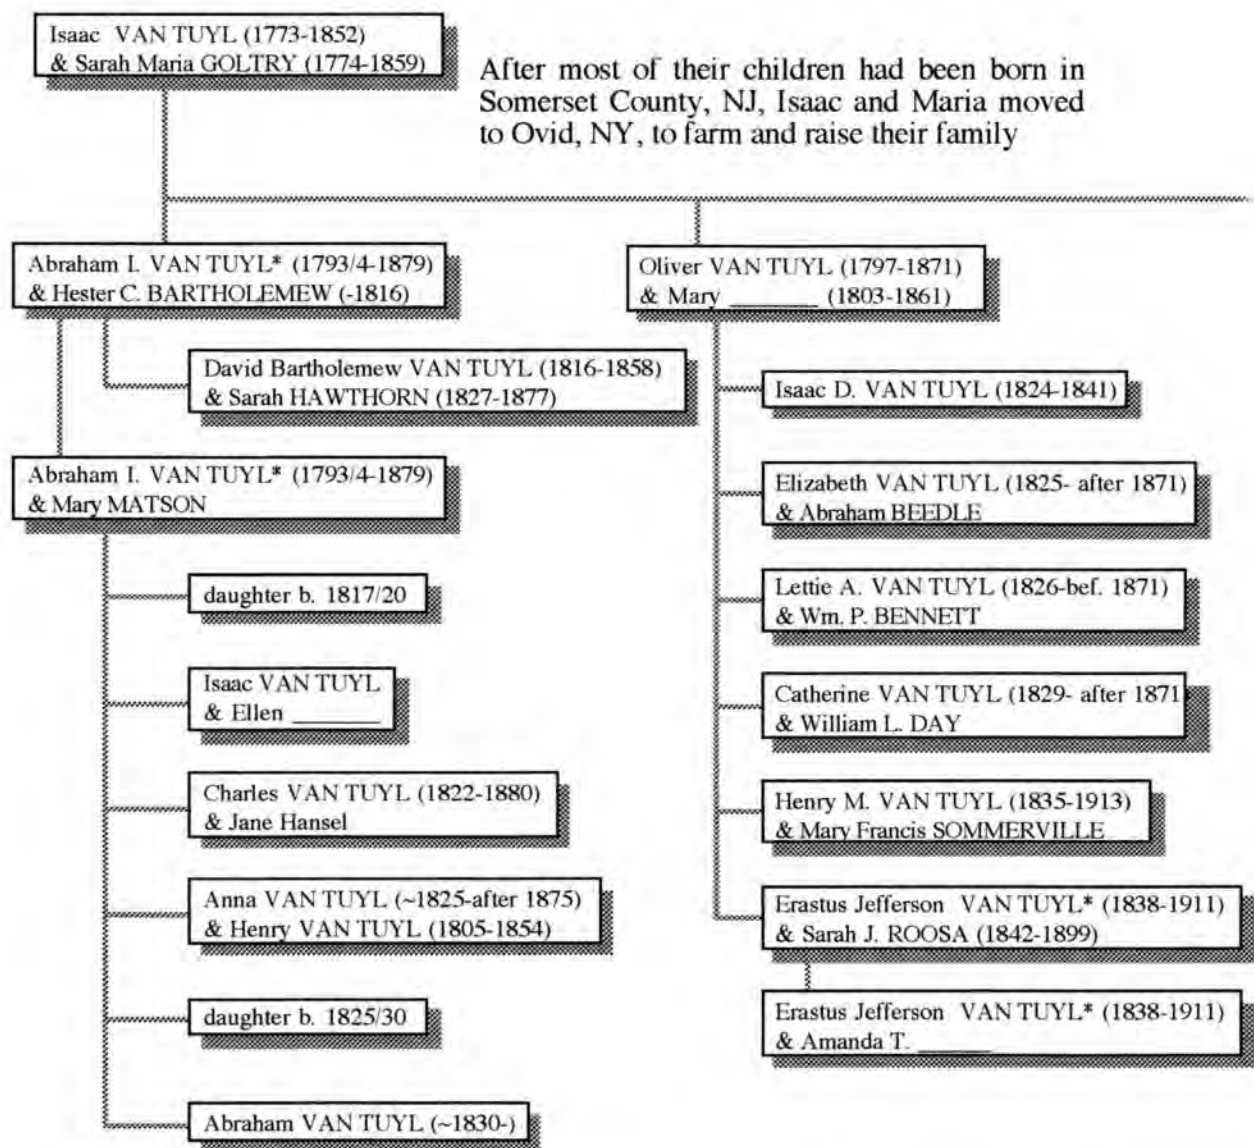 Isaac VAN TUYL (1773-1852)
& Sarah Maria GOLTRY (1774-1859)
After most of their children had been born in
Somerset County, NJ, Isaac and Maria moved
to Ovid, NY, to farm and raise their family
Abraham I. VAN TUYL* (1793/4-1879)
& Hester C. BARTHOLEMEW (-1816)
David Bartholemew VAN TUYL (1816-1858)
& Sarah HAWTHORN (1827-1877)
Abraham I. VAN TUYL* (1793/4-1879)
& Mary MATSON
daughter b. 1817/20
Isaac VAN TUYL
& Ellen _______
Charles VAN TUYL (1822-1880)
& Jane Hansel
Anna VAN TUYL (~1825-after 1875)
& Henry VAN TUYL (1805-1854)
daughter b. 1825/30
Abraham VAN TUYL (~1830-)
Oliver VAN TUYL (1797-1871)
& Mary _______ (1803-1861)
Isaac D. VAN TUYL (1824-1841)
Elizabeth VAN TUYL (1825- after 1871)
& Abraham BEEDLE
Lettie A. VAN TUYL (1826-bef. 1871)
& Wm. P. BENNETT
Catherine VAN TUYL (1829- after 1871
& William L. DAY
Henry M. VAN TUYL (1835-1913)
& Mary Francis SOMMERVILLE
Erastus Jefferson VAN TUYL* (1838-1911)
& Sarah J. ROOSA (1842-1899)
Erastus Jefferson VAN TUYL* (1838-1911)
& Amanda T. ______